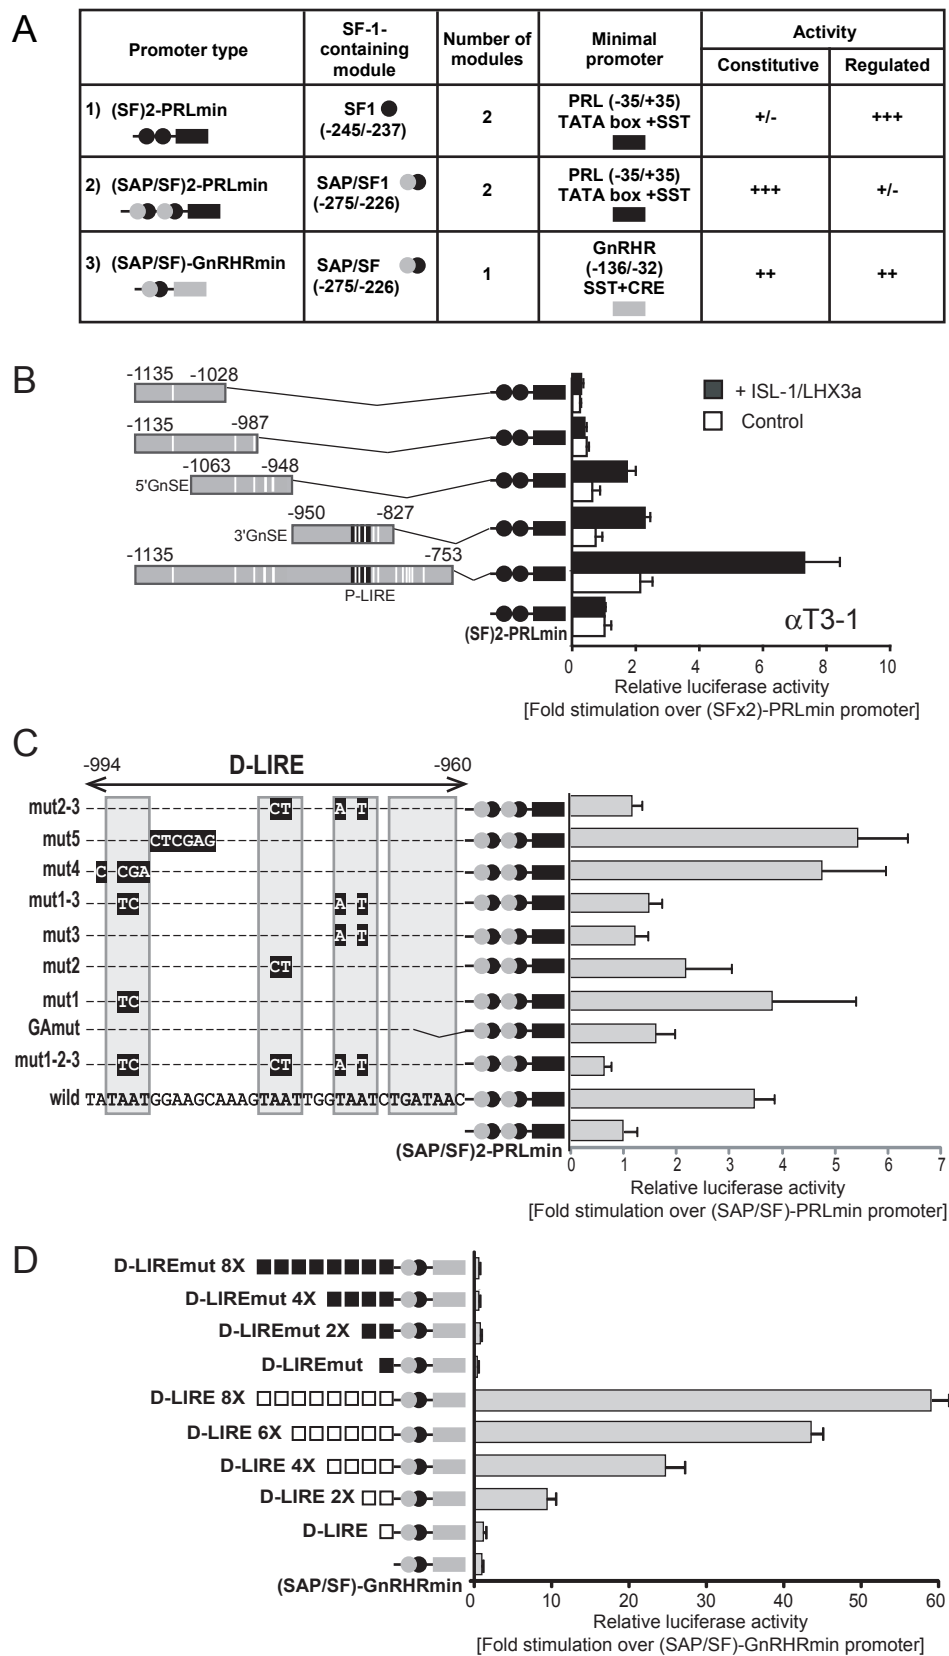 A
Promoter type
SF-1-
containing
module
Number of
modules
Minimal
promoter
Activity
Constitutive
Regulated
1) (SF)2-PRLmin
SF1
(-245/-237)
2
PRL (-35/+35)
TATA box +SST
+/-
+++
2) (SAP/SF)2-PRLmin
SAP/SF1
(-275/-226)
2
PRL (-35/+35)
TATA box +SST
+++
+/-
3) (SAP/SF)-GnRHRmin
SAP/SF
(-275/-226)
1
GnRHR
(-136/-32)
SST+CRE
++
++
B
-1135 -1028
-1135 -987
-1063 -948
5'GnSE
-950 -827
3'GnSE
-1135 -753
P-LIRE
(SF)2-PRLmin
+ ISL-1/LHX3a
Control
αT3-1
0 2 4 6 8 10
Relative luciferase activity
[Fold stimulation over (SFx2)-PRLmin promoter]
C
-994 D-LIRE -960
mut2-3 CT A T
mut5 CTCGAG
mut4 C CGA
mut1-3 TC A T
mut3 A T
mut2 CT
mut1 TC
GAmut
mut1-2-3 TC CT A T
wild TATAATGGAAGCAAAGTAATTGGTAATCTGATAAC
(SAP/SF)2-PRLmin
0 1 2 3 4 5 6 7
Relative luciferase activity
[Fold stimulation over (SAP/SF)-PRLmin promoter]
D
D-LIREmut 8X
D-LIREmut 4X
D-LIREmut 2X
D-LIREmut
D-LIRE 8X
D-LIRE 6X
D-LIRE 4X
D-LIRE 2X
D-LIRE
(SAP/SF)-GnRHRmin
0 10 20 30 40 50 60
Relative luciferase activity
[Fold stimulation over (SAP/SF)-GnRHRmin promoter]